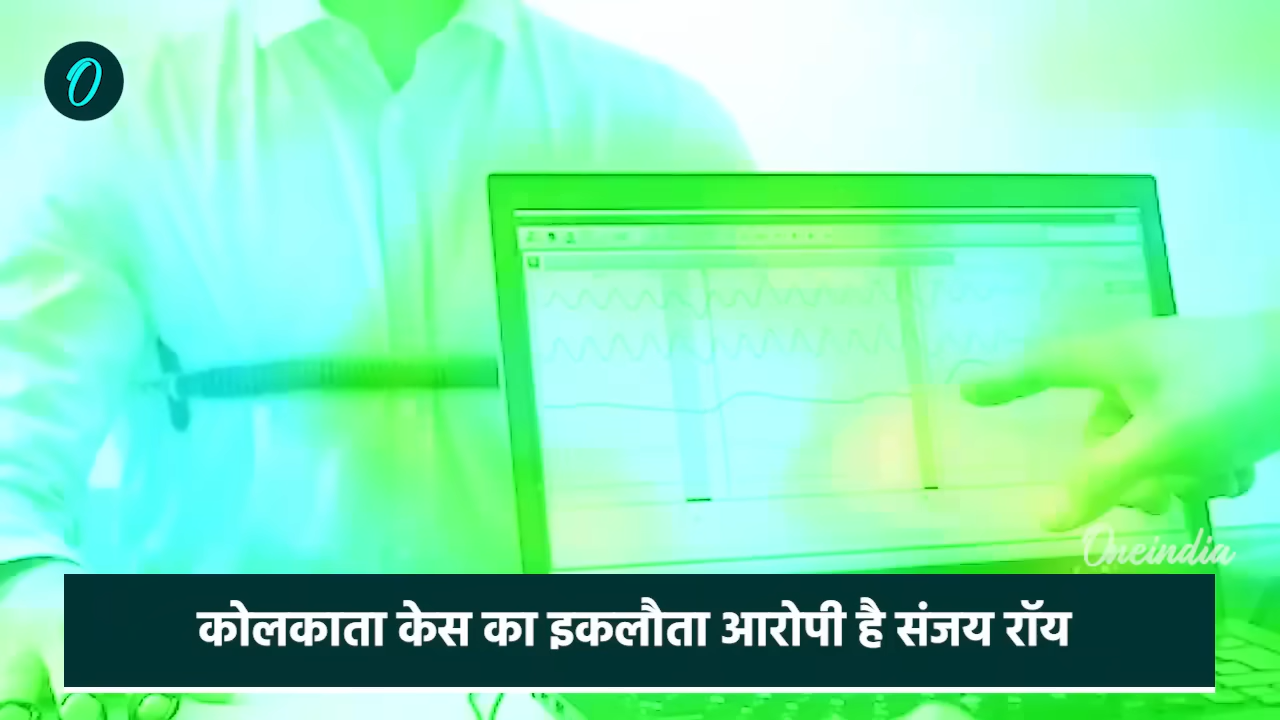 Oneindia
कोलकाता केस का इकलौता आरोपी है संजय रॉय